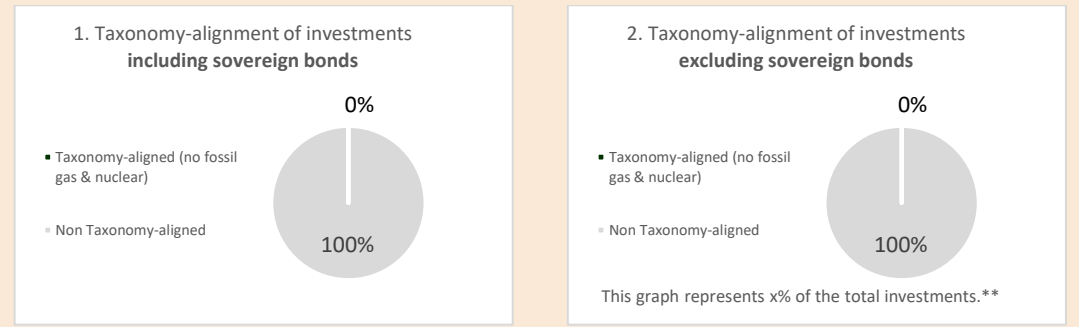 1. Taxonomy-alignment of investments
including sovereign bonds
0%
Taxonomy-aligned (no fossil
gas & nuclear)
Non Taxonomy-aligned
100%
2. Taxonomy-alignment of investments
excluding sovereign bonds
0%
Taxonomy-aligned (no fossil
gas & nuclear)
Non Taxonomy-aligned
100%
This graph represents x% of the total investments.**